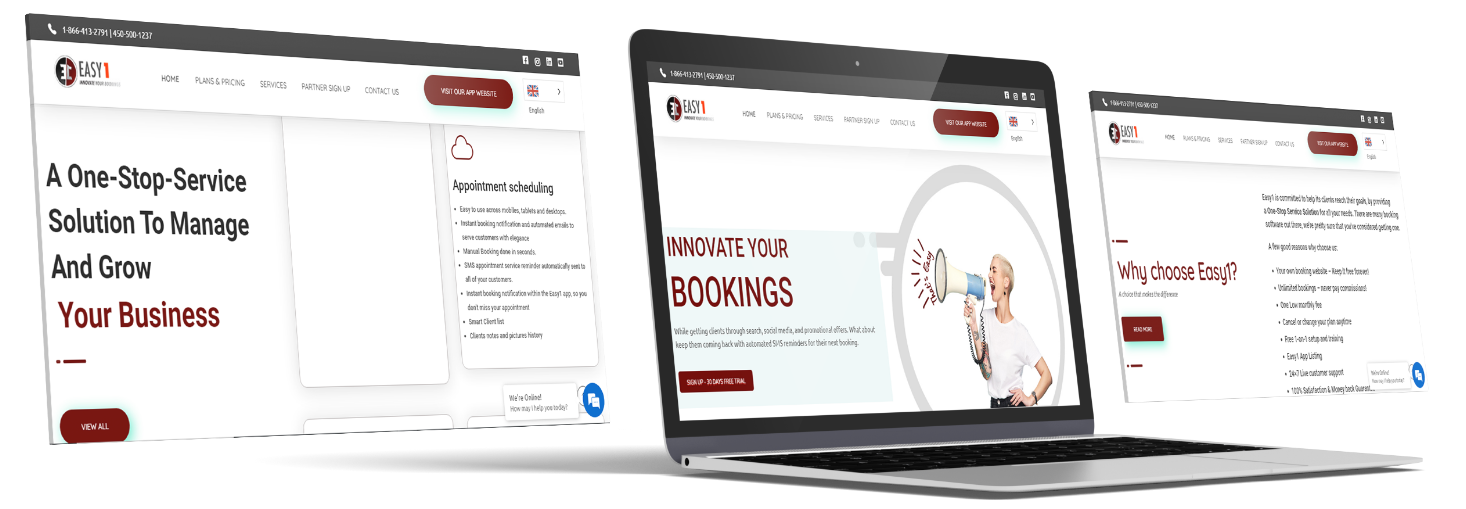 1-866-413-2791 | 450-500-1237
EASY 1
INNOVATE YOUR BOOKINGS
HOME
PLANS & PRICING
SERVICES
PARTNER SIGN UP
CONTACT US
VISIT OUR APP WEBSITE
English
A One-Stop-Service
Solution To Manage
And Grow
Your Business
VIEW ALL
Appointment scheduling
• Easy to use across mobiles, tablets and desktops.
• Instant booking notification and automated emails to
serve customers with elegance
• Manual Booking done in seconds.
• SMS appointment service reminder automatically sent to
all of your customers.
• Instant booking notification within the Easy1 app, so you
don't miss your appointment
• Smart Client list
• Clients notes and pictures history
We're Online!
How may I help you today?
1-866-413-2791 | 450-500-1237
EASY 1
HOME
PLANS & PRICING
SERVICES
PARTNER SIGN UP
CONTACT US
VISIT OUR APP WEBSITE
English
INNOVATE YOUR
BOOKINGS
While getting clients through search, social media, and promotional offers. What about
keep them coming back with automated SMS reminders for their next booking.
SIGN UP - 30 DAYS FREE TRIAL
That's Easy
1-866-413-2791 | 450-500-1237
EASY 1
HOME
PLANS & PRICING
SERVICES
PARTNER SIGN UP
CONTACT US
VISIT OUR APP WEBSITE
English
Why choose Easy1?
A choice that makes the difference
READ MORE
Easy1 is committed to help its clients reach their goals, by providing
a One-Stop Service Solution for all your needs. There are many booking
software out there, we're pretty sure that you've considered getting one.
A few good reasons why choose us:
• Your own booking website ~ Keep it free forever)
• Unlimited bookings ~ never pay comissions!
• One Low monthly fee
• Cancel or change your plan anytime
• Free 1-on-1 setup and training
• Easy1 App Listing
• 24×7 Live customer support
• 100% Satisfaction & Money back Guarantee
We're Online!
How may I help you today?